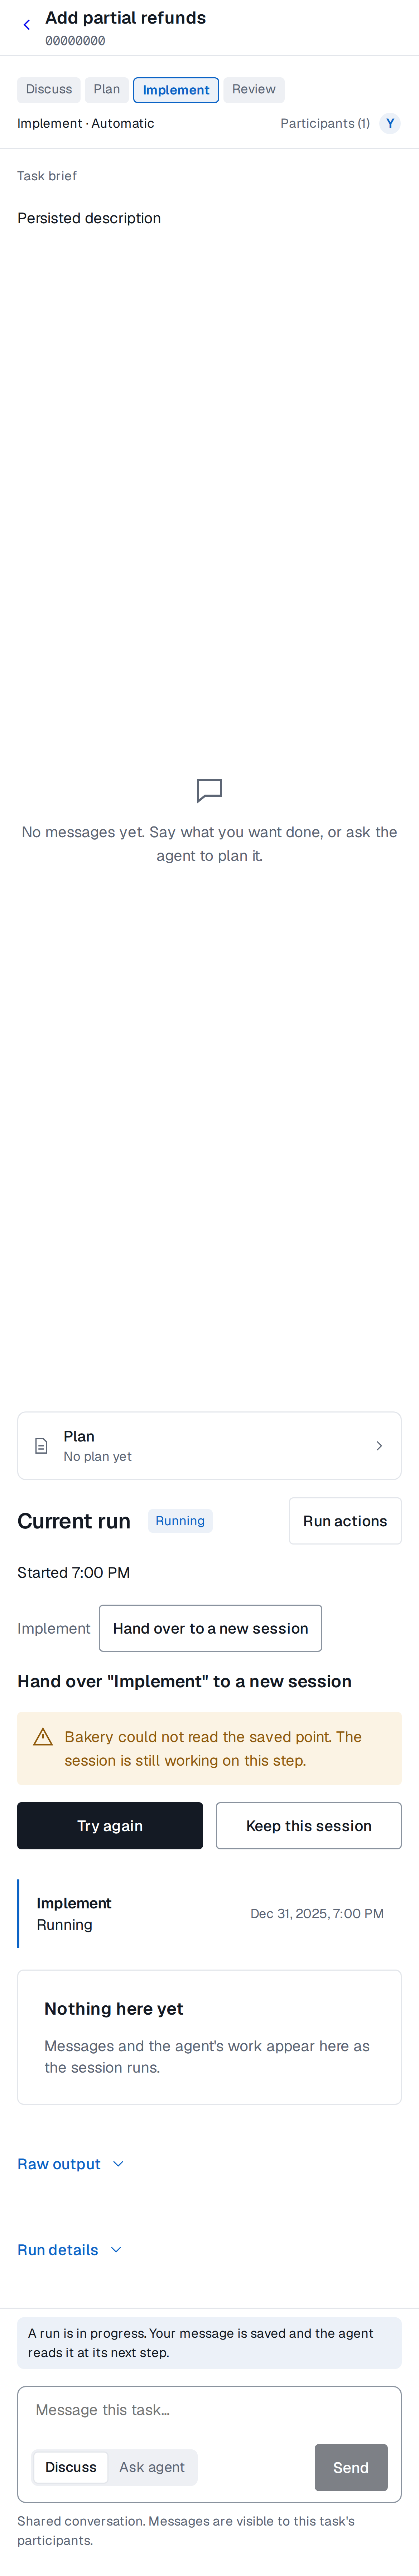 Add partial refunds
00000000
Discuss
Plan
Implement
Review
Implement · Automatic
Participants (1)
Y
Task brief
Persisted description
No messages yet. Say what you want done, or ask the
agent to plan it.
Plan
No plan yet
Current run
Running
Run actions
Started 7:00 PM
Implement
Hand over to a new session
Hand over "Implement" to a new session
Bakery could not read the saved point. The
session is still working on this step.
Try again
Keep this session
Implement
Running
Dec 31, 2025, 7:00 PM
Nothing here yet
Messages and the agent's work appear here as
the session runs.
Raw output
Run details
A run is in progress. Your message is saved and the agent
reads it at its next step.
Message this task...
Discuss
Ask agent
Send
Shared conversation. Messages are visible to this task's
participants.